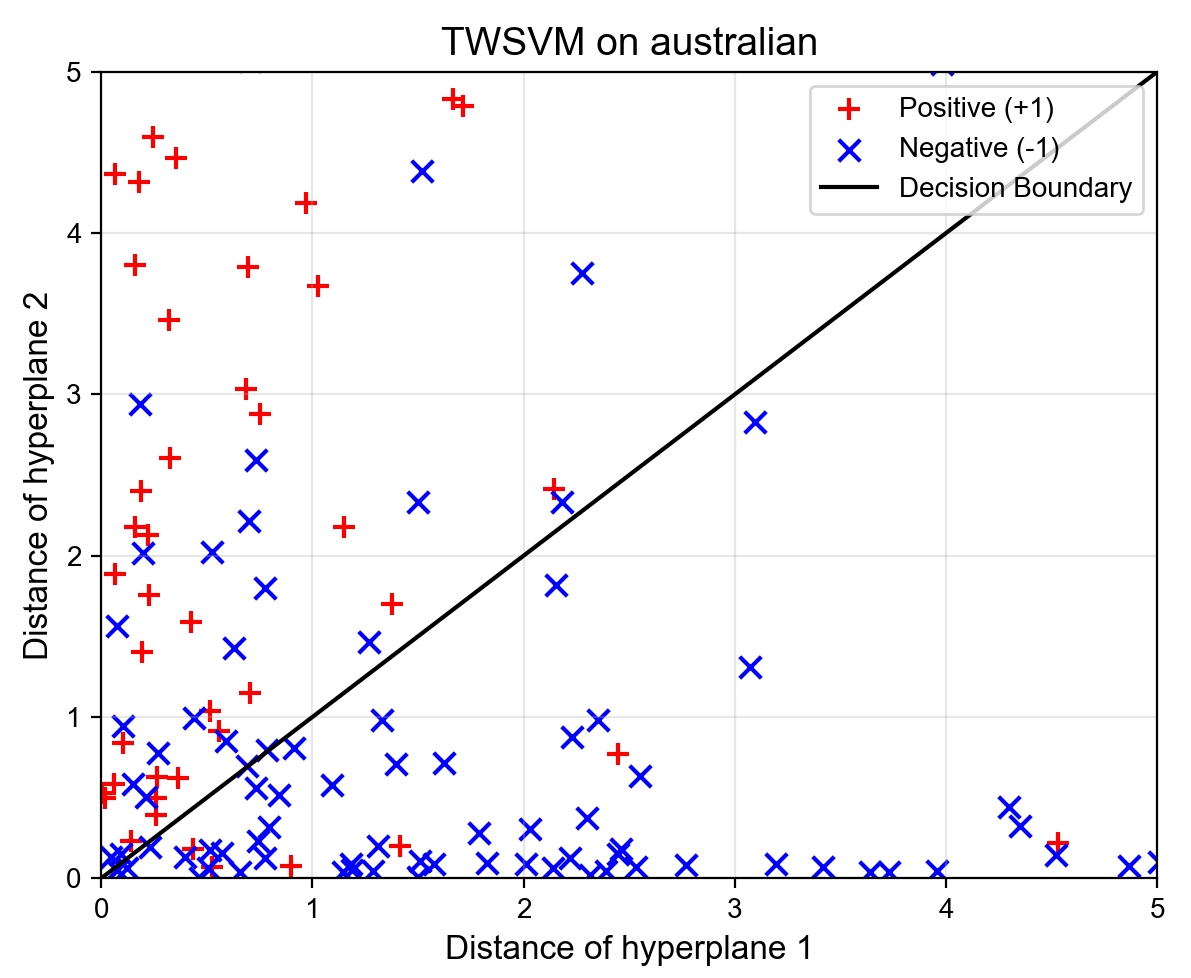 TWSVM on australian
Positive (+1)
Negative (-1)
Decision Boundary
Distance of hyperplane 2
5
4
3
2
1
0
0 1 2 3 4 5
Distance of hyperplane 1